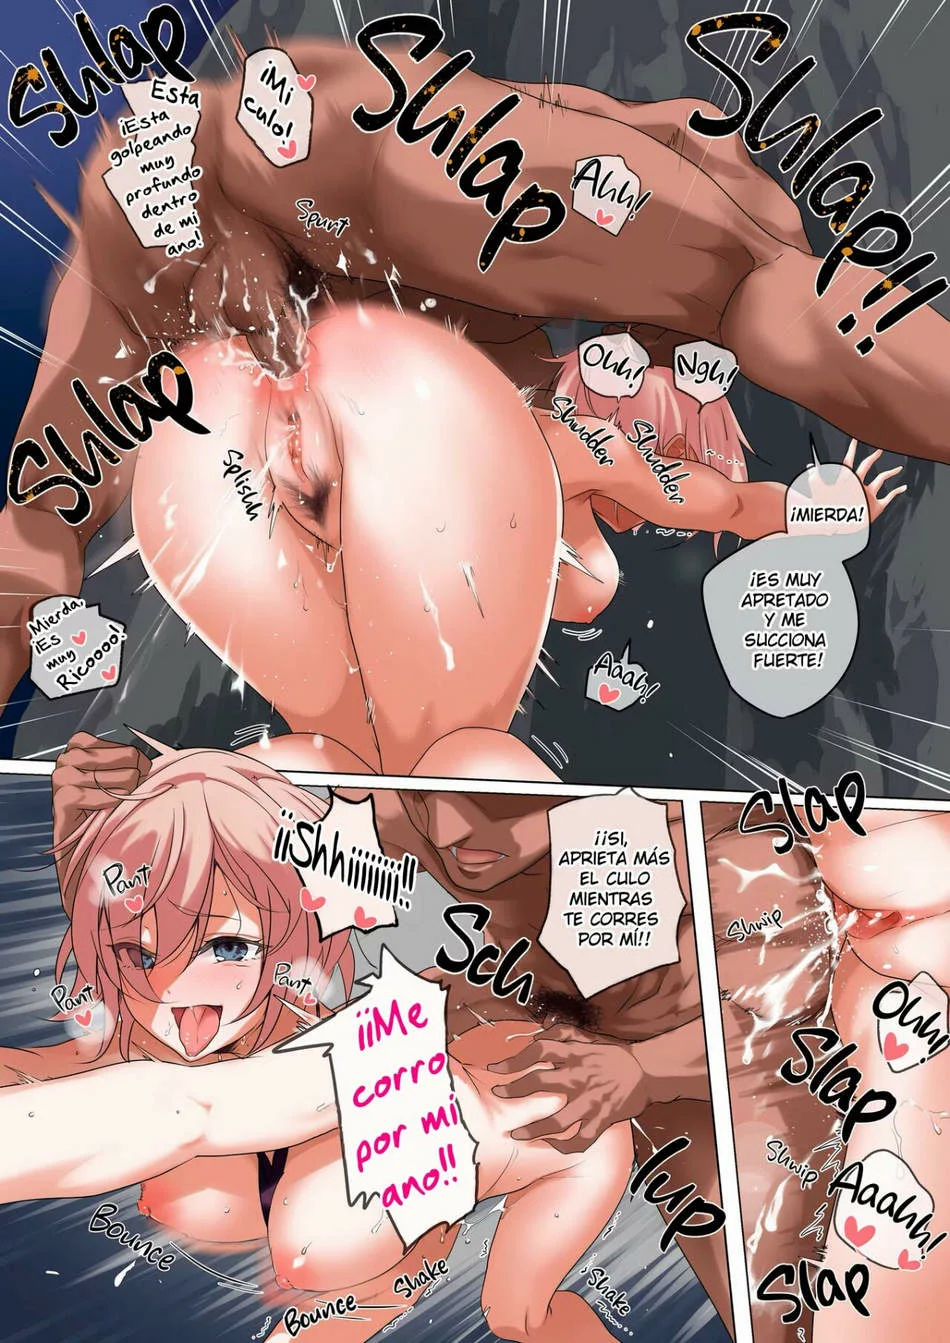 Shlap
Esta
¡Esta
golpeando
muy
profundo
dentro
de mi
ano!
¡Mi
culo!
Shlap
Ahh!
Shlap!!
Spurt
Ohh!
Ngh!
Shlap
Splishh
Shudder
Shudder
¡MIERDA!
¡ES MUY
APRETADO
Y ME
SUCCIONA
FUERTE!
Mierda,
¡Es
muy
Ricoooo!
Aaah!
Pant
Pant
Pant
¡¡Shhiiiiiiiii!!
¡¡SI,
APRIETA MÁS
EL CULO MIENTRAS
TE CORRES
POR MÍ!!
Sch
lup
¡¡Me
corro
por mi
ano!!
Bounce
Bounce
Shake
Shake
Slap
Shwip
Ohh!
Slap
Shwip
Aaahh!
Slap